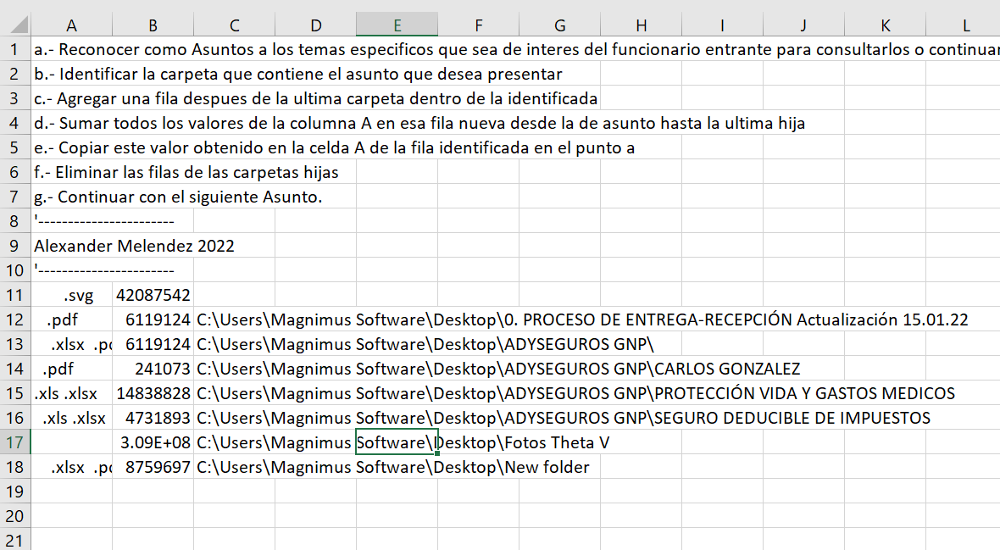 A B C D E F G H I J K L
1 a.- Reconocer como Asuntos a los temas especificos que sea de interes del funcionario entrante para consultarlos o continuar
2 b.- Identificar la carpeta que contiene el asunto que desea presentar
3 c.- Agregar una fila despues de la ultima carpeta dentro de la identificada
4 d.- Sumar todos los valores de la columna A en esa fila nueva desde la de asunto hasta la ultima hija
5 e.- Copiar este valor obtenido en la celda A de la fila identificada en el punto a
6 f.- Eliminar las filas de las carpetas hijas
7 g.- Continuar con el siguiente Asunto.
8 '-----------------------
9 Alexander Melendez 2022
10 '-----------------------
11 .svg 42087542
12 .pdf 6119124 C:\Users\Magnimus Software\Desktop\0. PROCESO DE ENTREGA-RECEPCIÓN Actualización 15.01.22
13 .xlsx .pd 6119124 C:\Users\Magnimus Software\Desktop\ADYSEGUROS GNP\
14 .pdf 241073 C:\Users\Magnimus Software\Desktop\ADYSEGUROS GNP\CARLOS GONZALEZ
15 .xls .xlsx 14838828 C:\Users\Magnimus Software\Desktop\ADYSEGUROS GNP\PROTECCIÓN VIDA Y GASTOS MEDICOS
16 .xls .xlsx 4731893 C:\Users\Magnimus Software\Desktop\ADYSEGUROS GNP\SEGURO DEDUCIBLE DE IMPUESTOS
17 3.09E+08 C:\Users\Magnimus Software\Desktop\Fotos Theta V
18 .xlsx .pd 8759697 C:\Users\Magnimus Software\Desktop\New folder
19
20
21